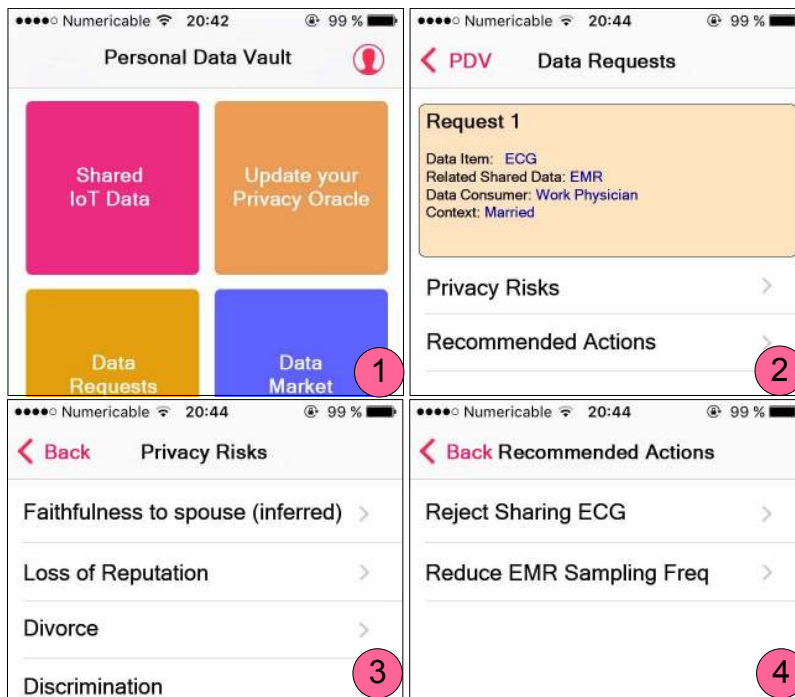 Numericable 20:42 99 %
Personal Data Vault
Shared
IoT Data
Update your
Privacy Oracle
Data
Requests
Data
Market
1
Numericable 20:44 99 %
PDV Data Requests
Request 1
Data Item: ECG
Related Shared Data: EMR
Data Consumer: Work Physician
Context: Married
Privacy Risks
Recommended Actions
2
Numericable 20:44 99 %
Back Privacy Risks
Faithfulness to spouse (inferred)
Loss of Reputation
Divorce
Discrimination
3
Numericable 20:44 99 %
Back Recommended Actions
Reject Sharing ECG
Reduce EMR Sampling Freq
4